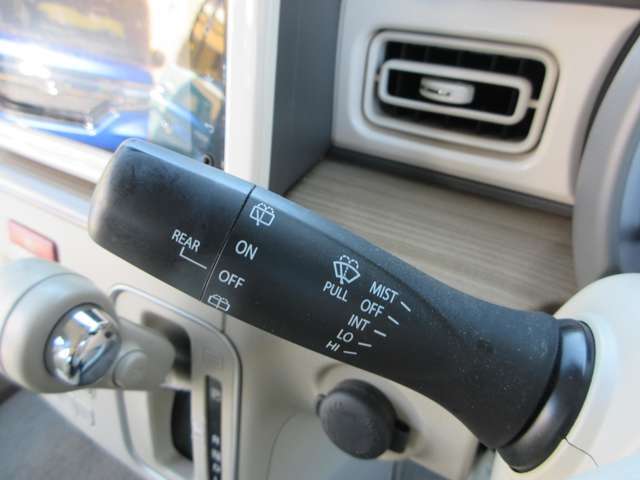 REAR
ON
OFF
PULL
MIST
OFF
INT
LO
HI